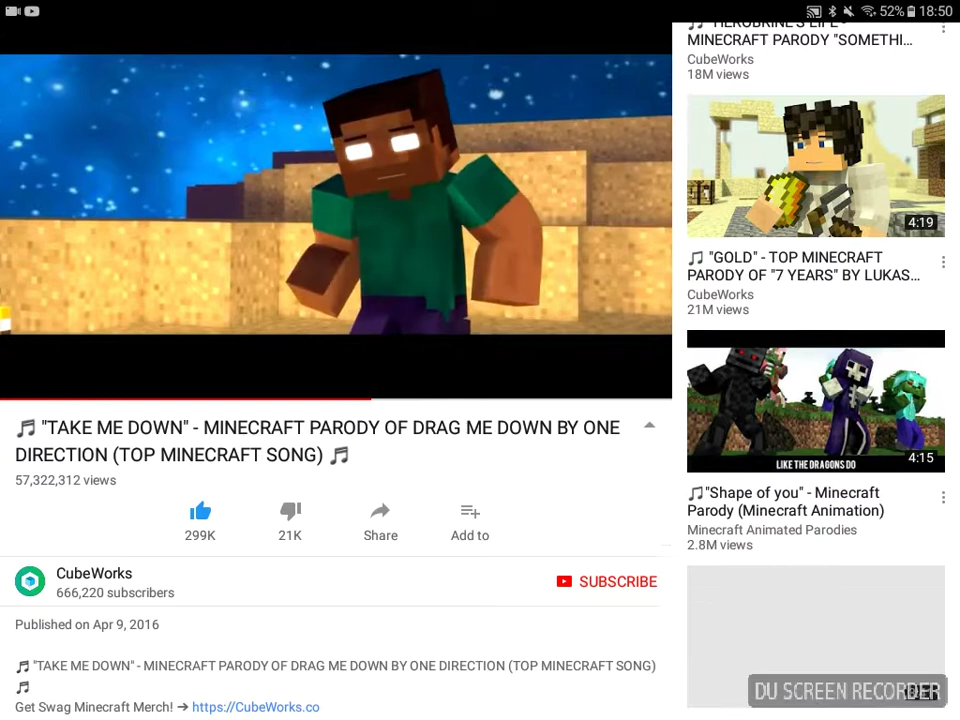 52% 18:50
🎵 "TAKE ME DOWN" - MINECRAFT PARODY OF DRAG ME DOWN BY ONE
DIRECTION (TOP MINECRAFT SONG) 🎵
57,322,312 views
299K
21K
Share
Add to
CubeWorks
666,220 subscribers
SUBSCRIBE
Published on Apr 9, 2016
🎵 "TAKE ME DOWN" - MINECRAFT PARODY OF DRAG ME DOWN BY ONE DIRECTION (TOP MINECRAFT SONG)
🎵
Get Swag Minecraft Merch! ➔ https://CubeWorks.co
🎵 "HEROBRINE'S LIFE" -
MINECRAFT PARODY "SOMETHI...
CubeWorks
18M views
4:19
🎵 "GOLD" - TOP MINECRAFT
PARODY OF "7 YEARS" BY LUKAS...
CubeWorks
21M views
LIKE THE DRAGONS DO
4:15
🎵"Shape of you" - Minecraft
Parody (Minecraft Animation)
Minecraft Animated Parodies
2.8M views
DU SCREEN RECORDER